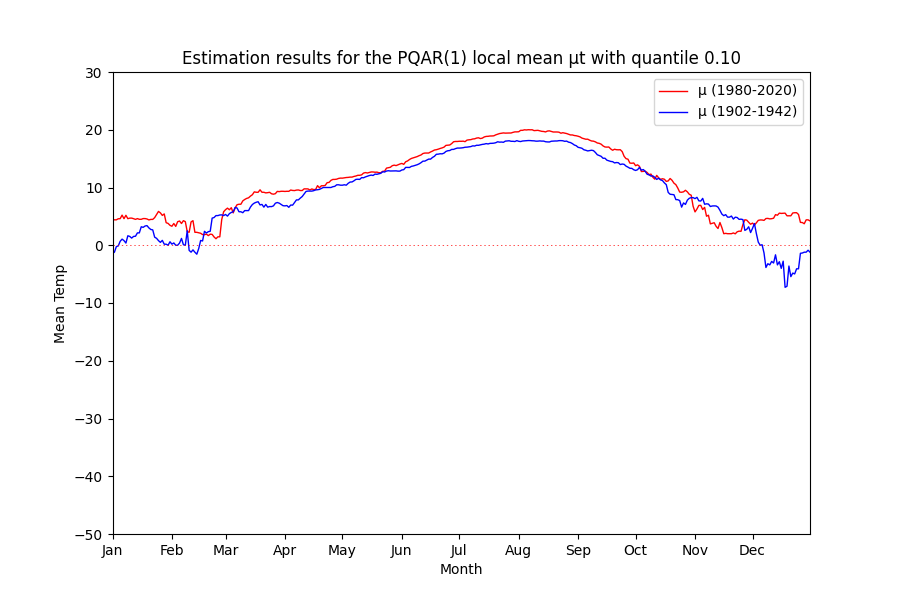 Estimation results for the PQAR(1) local mean μt with quantile 0.10
μ (1980-2020)
μ (1902-1942)
30
20
10
0
−10
−20
−30
−40
−50
Mean Temp
Jan Feb Mar Apr May Jun Jul Aug Sep Oct Nov Dec
Month